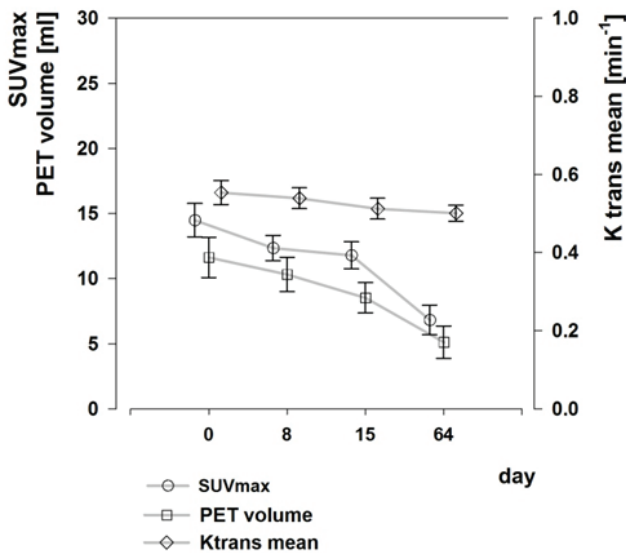 SUVmax
PET volume [ml]
30
25
20
15
10
5
0
1.0
0.8
0.6
0.4
0.2
0.0
K trans mean [min-1]
0 8 15 64
day
SUVmax
PET volume
Ktrans mean